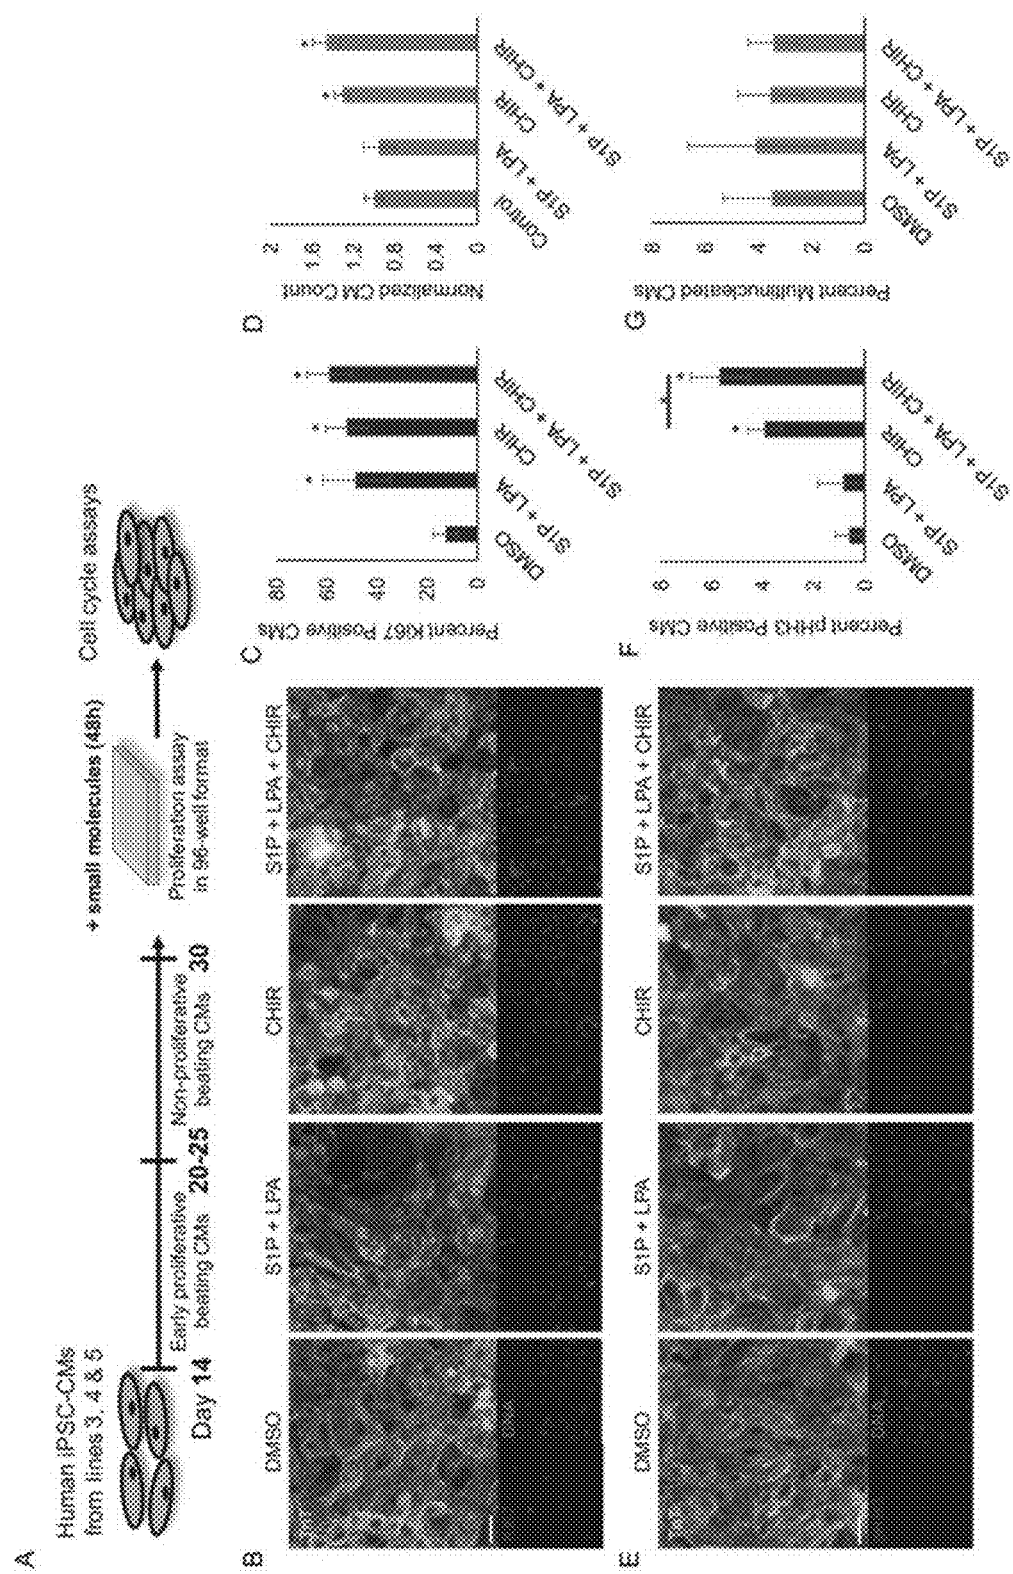 A
Human iPSC-CMs
from lines 3, 4 & 5
Day 14
Early proliferative
beating CMs
20-25
Non-proliferative
beating CMs
30
+ small molecules (48h)
Proliferation assay
in 96-well format
Cell cycle assays
B
DMSO
S1P + LPA
CHIR
S1P + LPA + CHIR
C
Percent Ki67 Positive CMs
80
60
40
20
0
DMSO
S1P + LPA
CHIR
S1P + LPA + CHIR
*
*
*
D
Normalized CM Count
2
1.6
1.2
0.8
0.4
0
Control
S1P + LPA
CHIR
S1P + LPA + CHIR
*
*
E
DMSO
S1P + LPA
CHIR
S1P + LPA + CHIR
F
Percent pHH3 Positive CMs
8
6
4
2
0
DMSO
S1P + LPA
CHIR
S1P + LPA + CHIR
*
*
G
Percent Multinucleated CMs
8
6
4
2
0
DMSO
S1P + LPA
CHIR
S1P + LPA + CHIR